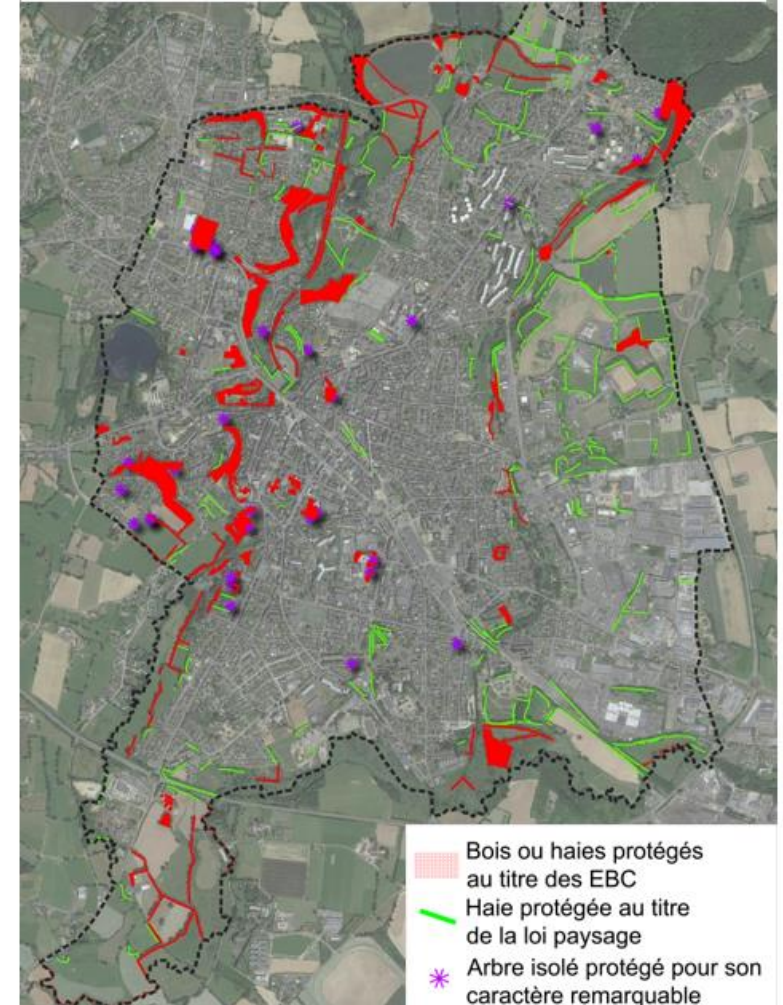 Bois ou haies protégés
au titre des EBC
Haie protégée au titre
de la loi paysage
Arbre isolé protégé pour son
caractère remarquable